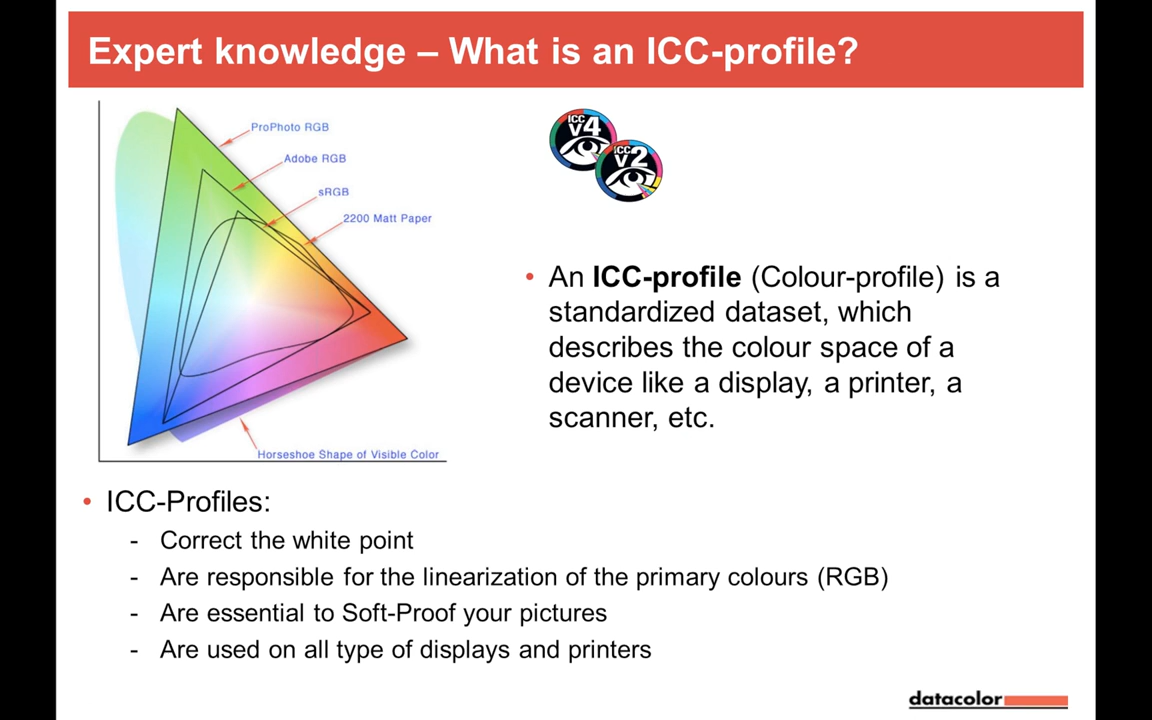 Expert knowledge – What is an ICC-profile?
ProPhoto RGB
Adobe RGB
sRGB
2200 Matt Paper
Horseshoe Shape of Visible Color
ICC
v4
ICC
v2
• An ICC-profile (Colour-profile) is a
standardized dataset, which
describes the colour space of a
device like a display, a printer, a
scanner, etc.
• ICC-Profiles:
- Correct the white point
- Are responsible for the linearization of the primary colours (RGB)
- Are essential to Soft-Proof your pictures
- Are used on all type of displays and printers
datacolor